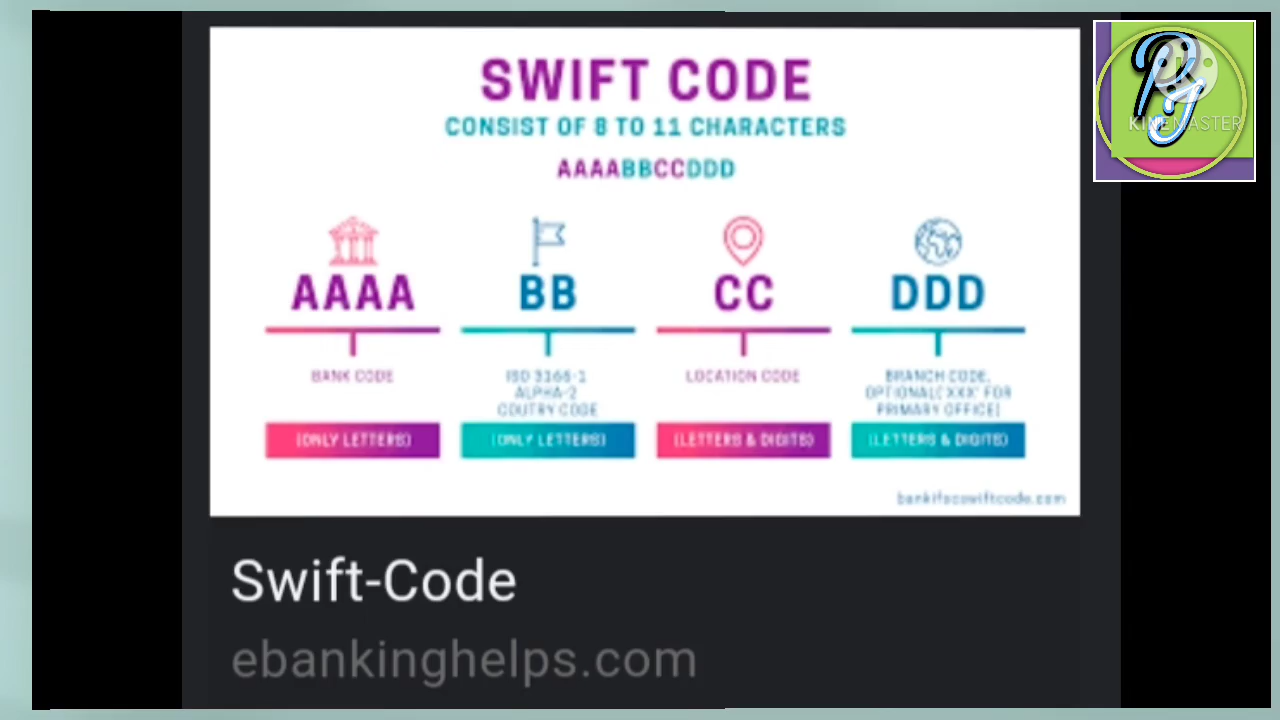 SWIFT CODE
CONSIST OF 8 TO 11 CHARACTERS
AAAABBCCDDD
AAAA
BB
CC
DDD
BANK CODE
ISO 3166-1
ALPHA-2
COUTRY CODE
LOCATION CODE
BRANCH CODE,
OPTIONAL('XXX' FOR
PRIMARY OFFICE)
(ONLY LETTERS)
(ONLY LETTERS)
(LETTERS & DIGITS)
(LETTERS & DIGITS)
bankifscswiftcode.com
Swift-Code
ebankinghelps.com
KINEMASTER